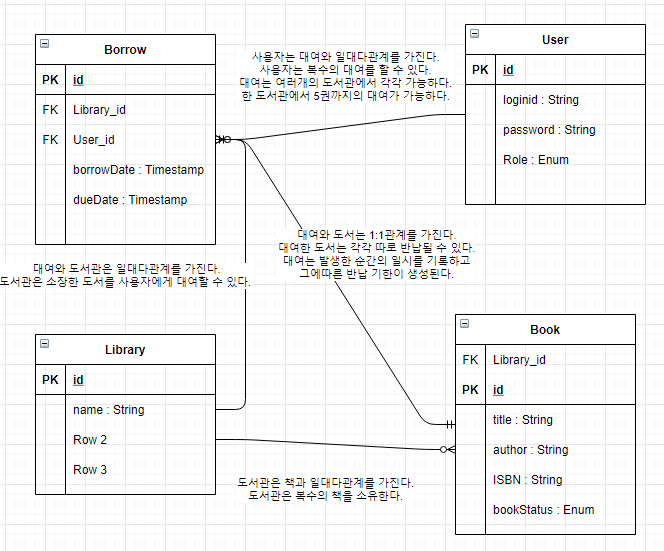 Borrow
PK id
FK Library_id
FK User_id
borrowDate : Timestamp
dueDate : Timestamp
사용자는 대여와 일대다관계를 가진다.
사용자는 복수의 대여를 할 수 있다.
대여는 여러개의 도서관에서 각각 가능하다.
한 도서관에서 5권까지의 대여가 가능하다.
User
PK id
loginid : String
password : String
Role : Enum
대여와 도서는 1:1관계를 가진다.
대여한 도서는 각각 따로 반납될 수 있다.
대여는 발생한 순간의 일시를 기록하고
그에따른 반납 기한이 생성된다.
대여와 도서관은 일대다관계를 가진다.
도서관은 소장한 도서를 사용자에게 대여할 수 있다.
Library
PK id
name : String
Row 2
Row 3
Book
FK Library_id
PK id
title : String
author : String
ISBN : String
bookStatus : Enum
도서관은 책과 일대다관계를 가진다.
도서관은 복수의 책을 소유한다.